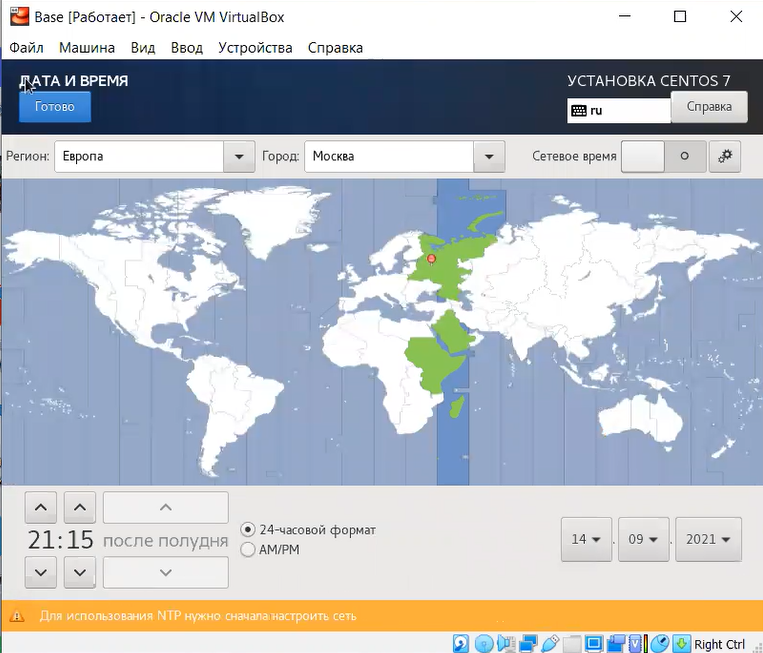 Base [Работает] - Oracle VM VirtualBox
Файл Машина Вид Ввод Устройства Справка
ДАТА И ВРЕМЯ
УСТАНОВКА CENTOS 7
Готово
ru
Справка
Регион: Европа Город: Москва Сетевое время
21:15 после полудня
24-часовой формат
AM/PM
14 . 09 . 2021
Для использования NTP нужно сначала настроить сеть
Right Ctrl